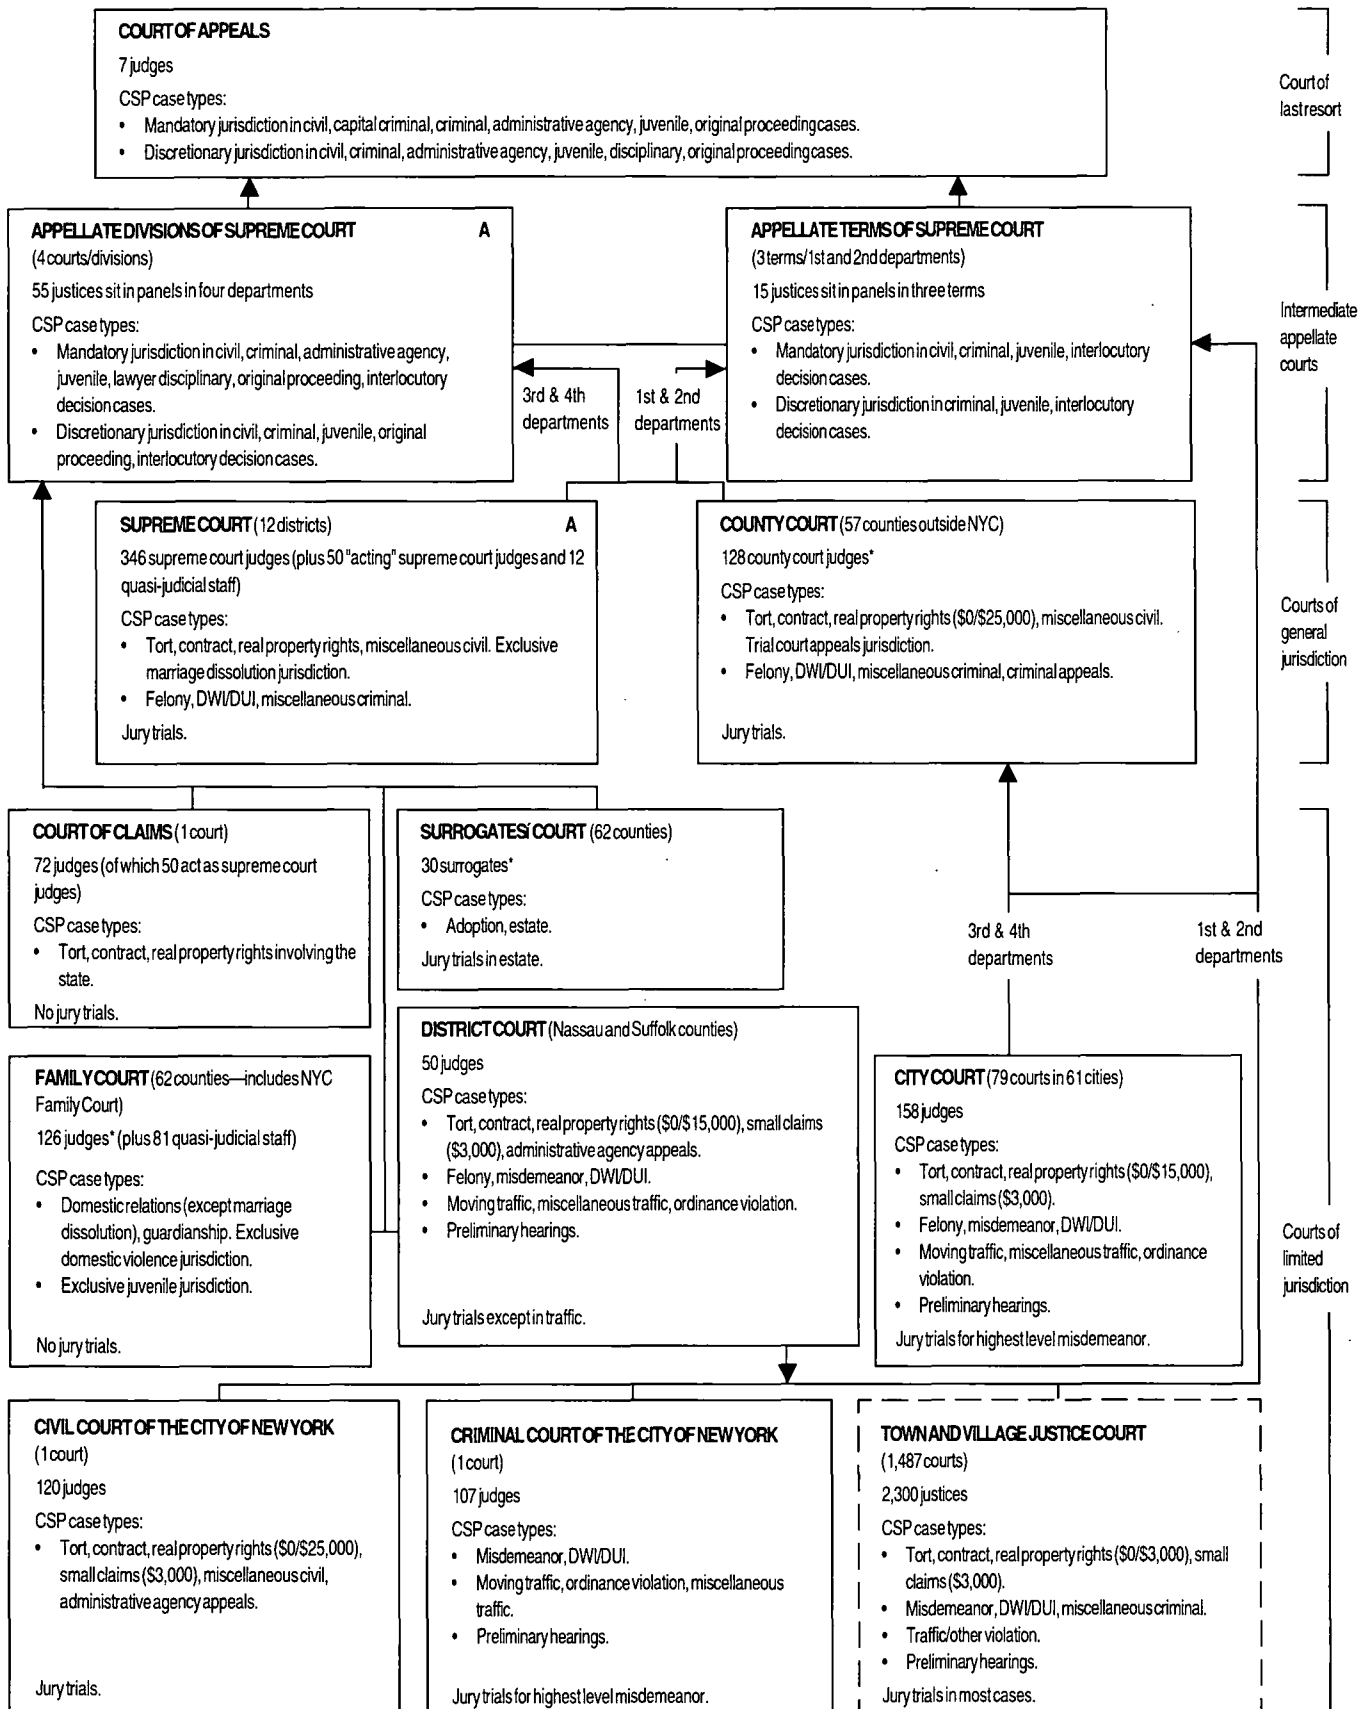 COURT OF APPEALS
7 judges
CSP case types:
• Mandatory jurisdiction in civil, capital criminal, criminal, administrative agency, juvenile, original proceeding cases.
• Discretionary jurisdiction in civil, criminal, administrative agency, juvenile, disciplinary, original proceeding cases.
Court of
last resort
APPELLATE DIVISIONS OF SUPREME COURT A
(4 courts/divisions)
55 justices sit in panels in four departments
CSP case types:
• Mandatory jurisdiction in civil, criminal, administrative agency,
juvenile, lawyer disciplinary, original proceeding, interlocutory
decision cases.
• Discretionary jurisdiction in civil, criminal, juvenile, original
proceeding, interlocutory decision cases.
3rd & 4th
departments
1st & 2nd
departments
APPELLATE TERMS OF SUPREME COURT
(3 terms/1st and 2nd departments)
15 justices sit in panels in three terms
CSP case types:
• Mandatory jurisdiction in civil, criminal, juvenile, interlocutory
decision cases.
• Discretionary jurisdiction in criminal, juvenile, interlocutory
decision cases.
Intermediate
appellate
courts
SUPREME COURT (12 districts) A
346 supreme court judges (plus 50 "acting" supreme court judges and 12
quasi-judicial staff)
CSP case types:
• Tort, contract, real property rights, miscellaneous civil. Exclusive
marriage dissolution jurisdiction.
• Felony, DWI/DUI, miscellaneous criminal.
Jury trials.
COUNTY COURT (57 counties outside NYC)
128 county court judges*
CSP case types:
• Tort, contract, real property rights ($0/$25,000), miscellaneous civil.
Trial court appeals jurisdiction.
• Felony, DWI/DUI, miscellaneous criminal, criminal appeals.
Jury trials.
Courts of
general
jurisdiction
COURT OF CLAIMS (1 court)
72 judges (of which 50 act as supreme court
judges)
CSP case types:
• Tort, contract, real property rights involving the
state.
No jury trials.
SURROGATESí COURT (62 counties)
30 surrogates*
CSP case types:
• Adoption, estate.
Jury trials in estate.
3rd & 4th
departments
1st & 2nd
departments
FAMILY COURT (62 counties—includes NYC
Family Court)
126 judges* (plus 81 quasi-judicial staff)
CSP case types:
• Domestic relations (except marriage
dissolution), guardianship. Exclusive
domestic violence jurisdiction.
• Exclusive juvenile jurisdiction.
No jury trials.
DISTRICT COURT (Nassau and Suffolk counties)
50 judges
CSP case types:
• Tort, contract, real property rights ($0/$15,000), small claims
($3,000), administrative agency appeals.
• Felony, misdemeanor, DWI/DUI.
• Moving traffic, miscellaneous traffic, ordinance violation.
• Preliminary hearings.
Jury trials except in traffic.
CITY COURT (79 courts in 61 cities)
158 judges
CSP case types:
• Tort, contract, real property rights ($0/$15,000),
small claims ($3,000).
• Felony, misdemeanor, DWI/DUI.
• Moving traffic, miscellaneous traffic, ordinance
violation.
• Preliminary hearings.
Jury trials for highest level misdemeanor.
Courts of
limited
jurisdiction
CIVIL COURT OF THE CITY OF NEW YORK
(1 court)
120 judges
CSP case types:
• Tort, contract, real property rights ($0/$25,000),
small claims ($3,000), miscellaneous civil,
administrative agency appeals.
Jury trials.
CRIMINAL COURT OF THE CITY OF NEW YORK
(1 court)
107 judges
CSP case types:
• Misdemeanor, DWI/DUI.
• Moving traffic, ordinance violation, miscellaneous
traffic.
• Preliminary hearings.
Jury trials for highest level misdemeanor.
TOWN AND VILLAGE JUSTICE COURT
(1,487 courts)
2,300 justices
CSP case types:
• Tort, contract, real property rights ($0/$3,000), small
claims ($3,000).
• Misdemeanor, DWI/DUI, miscellaneous criminal.
• Traffic/other violation.
• Preliminary hearings.
Jury trials in most cases.